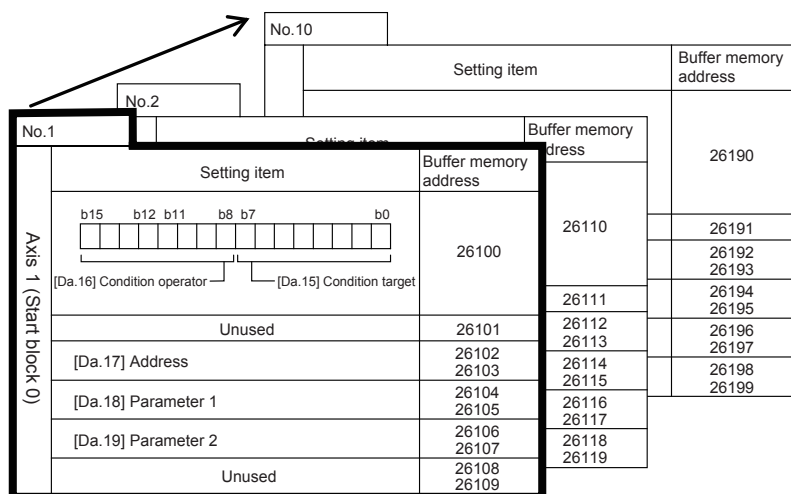 No.10
Setting item
Buffer memory
address
26190
26191
26192
26193
26194
26195
26196
26197
26198
26199
No.2
Buffer memory
26110
26111
26112
26113
26114
26115
26116
26117
26118
26119
No.1
Axis 1 (Start block 0)
Setting item
Buffer memory
address
b15 b12 b11 b8 b7 b0
[Da.16] Condition operator [Da.15] Condition target
26100
Unused
26101
[Da.17] Address
26102
26103
[Da.18] Parameter 1
26104
26105
[Da.19] Parameter 2
26106
26107
Unused
26108
26109